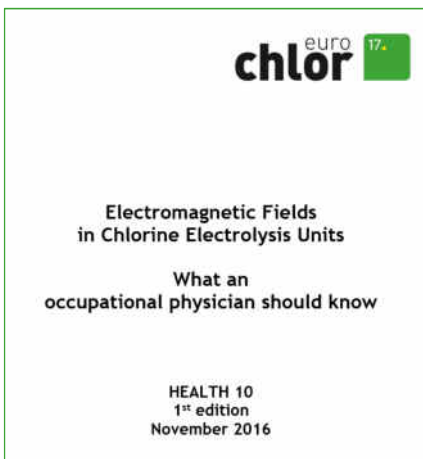 euro
chlor
17.
Electromagnetic Fields
in Chlorine Electrolysis Units
What an
occupational physician should know
HEALTH 10
1st edition
November 2016